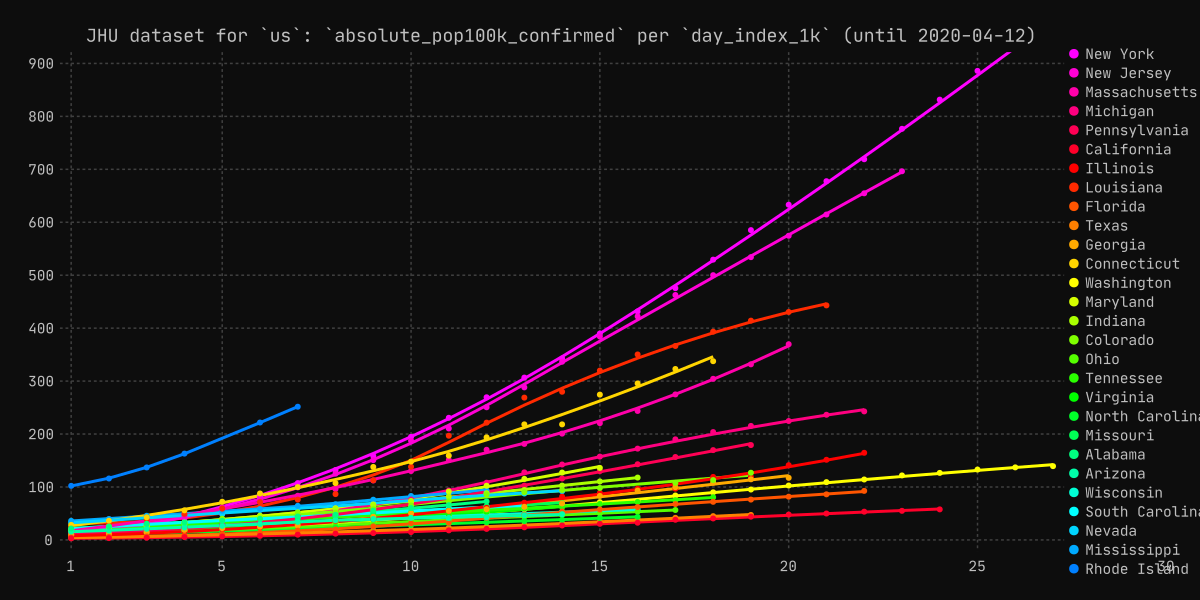 JHU dataset for `us`: `absolute_pop100k_confirmed` per `day_index_1k` (until 2020-04-12)
900
800
700
600
500
400
300
200
100
0
1
5
10
15
20
25
30
New York
New Jersey
Massachusetts
Michigan
Pennsylvania
California
Illinois
Louisiana
Florida
Texas
Georgia
Connecticut
Washington
Maryland
Indiana
Colorado
Ohio
Tennessee
Virginia
North Carolina
Missouri
Alabama
Arizona
Wisconsin
South Carolina
Nevada
Mississippi
Rhode Island